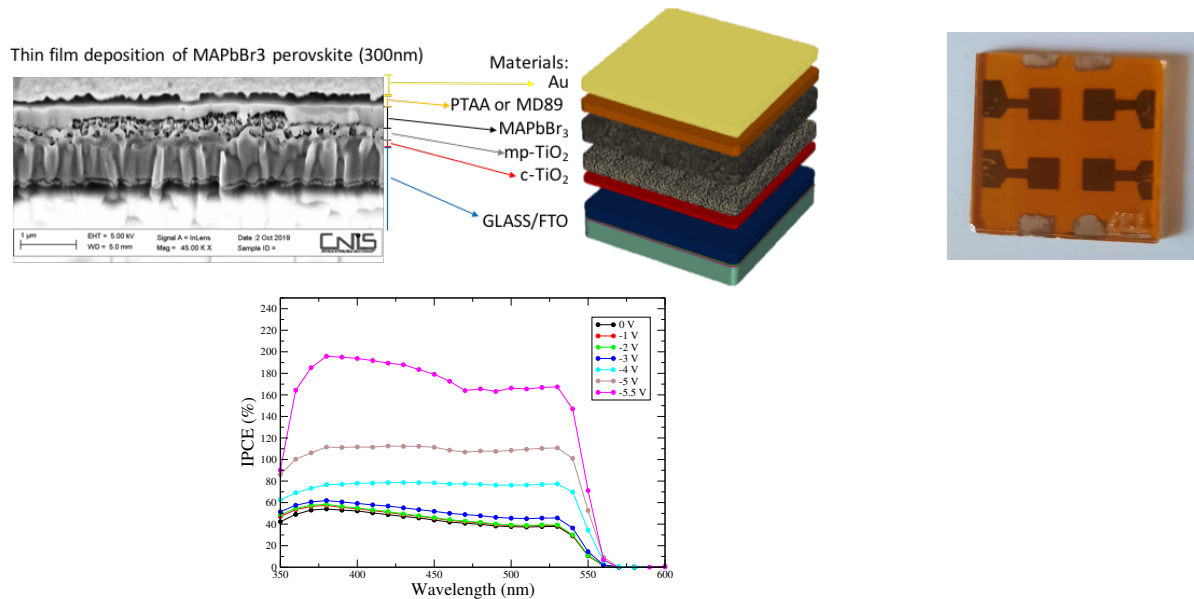 Thin film deposition of MAPbBr3 perovskite (300nm)
Materials:
Au
PTAA or MD89
MAPbBr3
mp-TiO2
c-TiO2
GLASS/FTO
1 µm
EHT = 5.00 kV
WD = 5.0 mm
Signal A = InLens
Mag = 45.00 K X
Date :2 Oct 2019
Sample ID =
CNIS
240
220
200
180
160
140
120
100
80
60
40
20
0
IPCE (%)
0 V
-1 V
-2 V
-3 V
-4 V
-5 V
-5.5 V
350
400
450
500
550
600
Wavelength (nm)